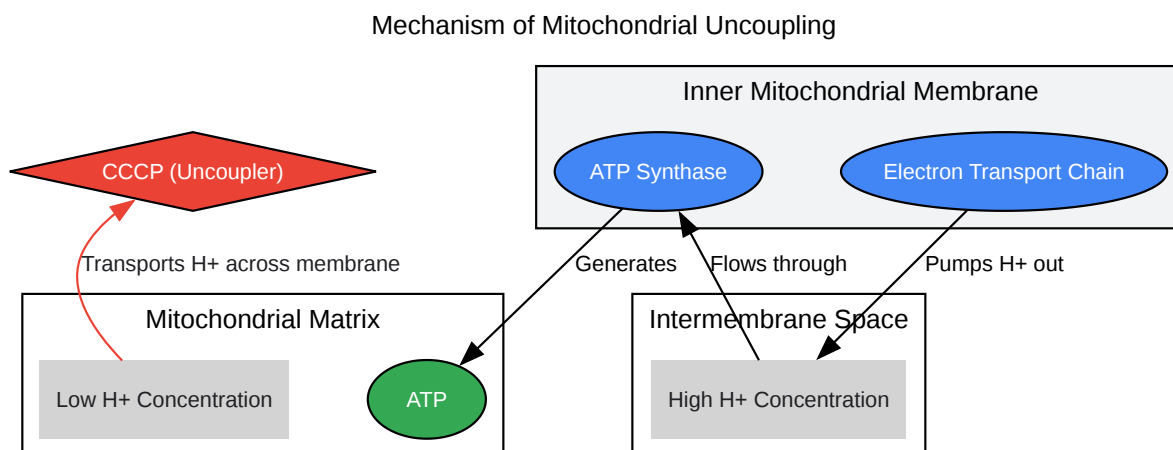 Mechanism of Mitochondrial Uncoupling
Inner Mitochondrial Membrane
CCCP (Uncoupler)
ATP Synthase
Electron Transport Chain
Transports H+ across membrane
Generates
Flows through
Pumps H+ out
Mitochondrial Matrix
Intermembrane Space
Low H+ Concentration
ATP
High H+ Concentration